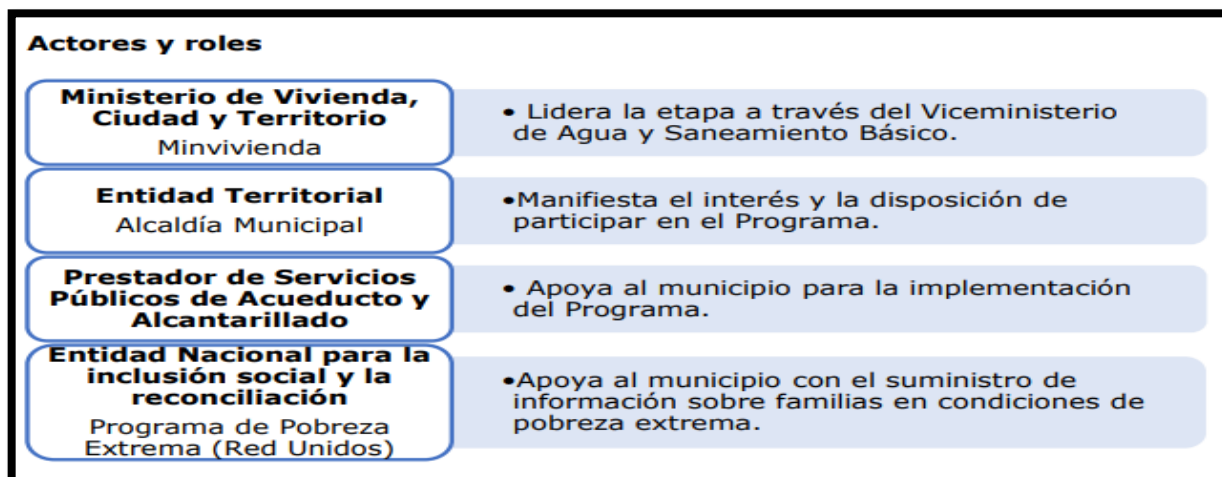 Actores y roles
Ministerio de Vivienda,
Ciudad y Territorio
Minvivienda
• Lidera la etapa a través del Viceministerio
de Agua y Saneamiento Básico.
Entidad Territorial
Alcaldía Municipal
•Manifiesta el interés y la disposición de
participar en el Programa.
Prestador de Servicios
Públicos de Acueducto y
Alcantarillado
• Apoya al municipio para la implementación
del Programa.
Entidad Nacional para la
inclusión social y la
reconciliación
Programa de Pobreza
Extrema (Red Unidos)
•Apoya al municipio con el suministro de
información sobre familias en condiciones de
pobreza extrema.